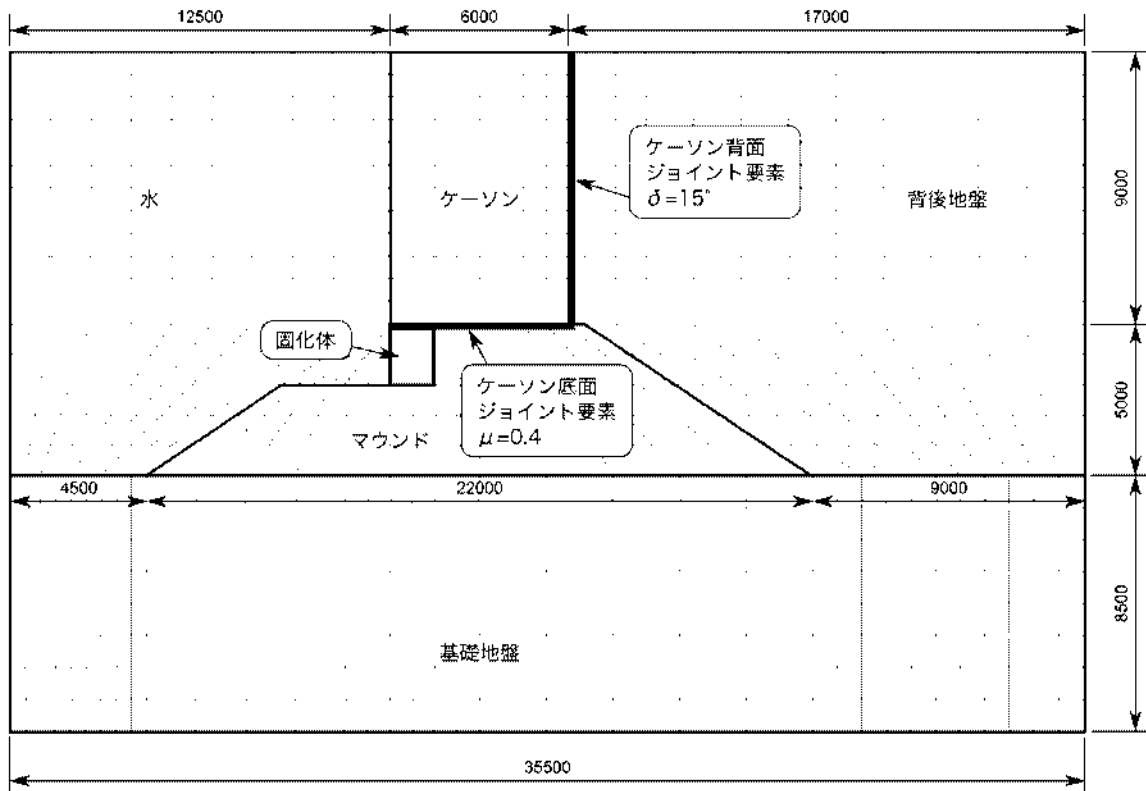 12500
6000
17000
ケーソン背面
ジョイント要素
δ=15°
水
ケーソン
背後地盤
9000
固化体
ケーソン底面
ジョイント要素
μ=0.4
マウンド
5000
4500
22000
9000
基礎地盤
8500
35500